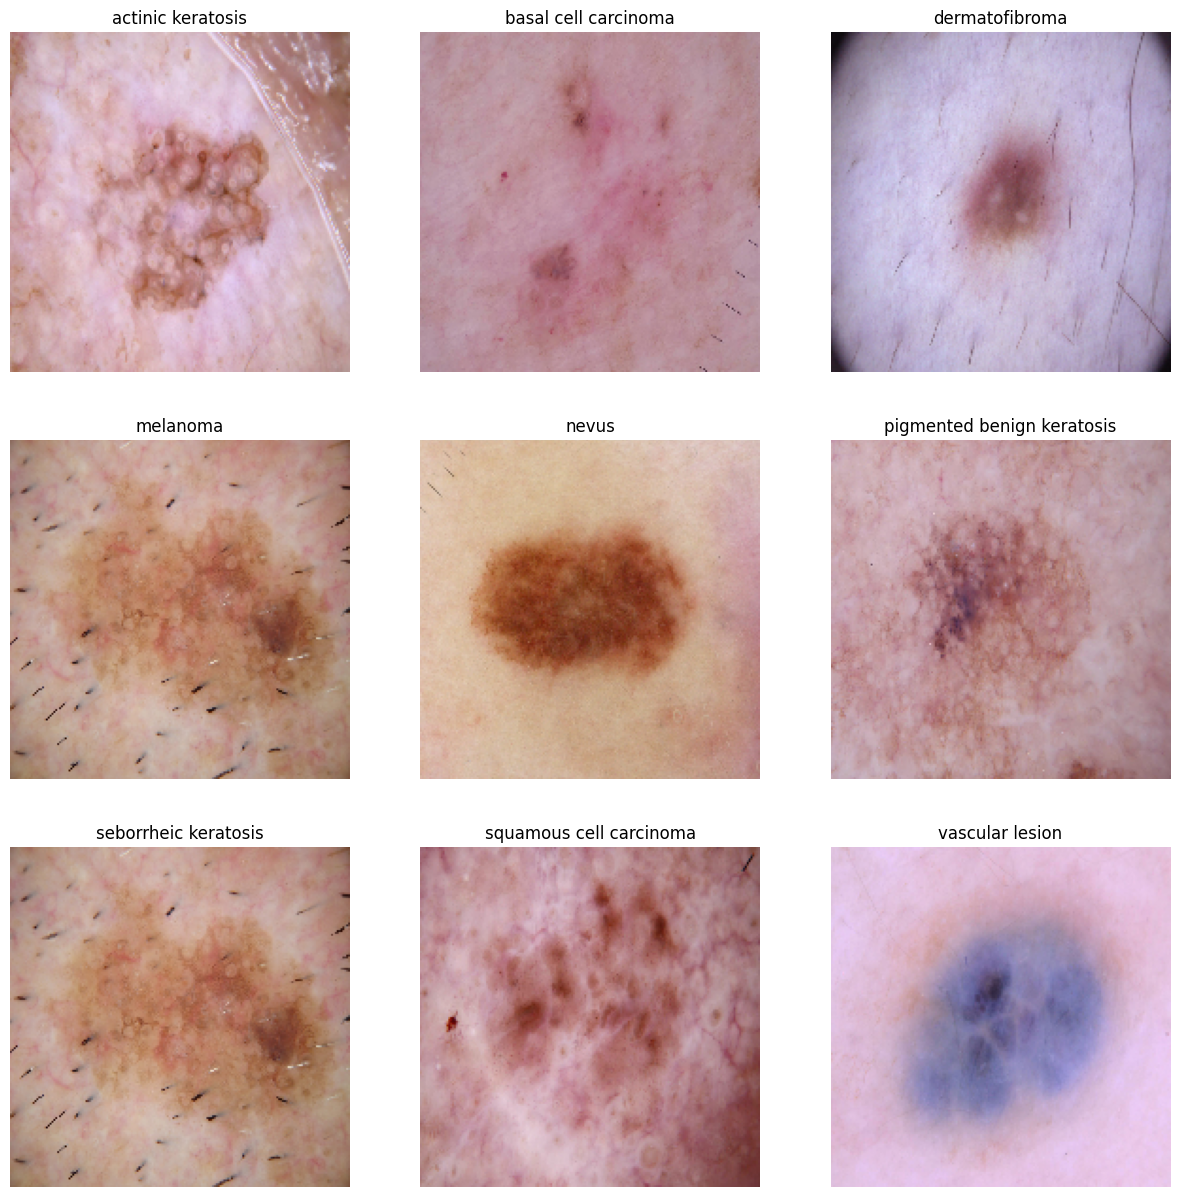 actinic keratosis
basal cell carcinoma
dermatofibroma
melanoma
nevus
pigmented benign keratosis
seborrheic keratosis
squamous cell carcinoma
vascular lesion